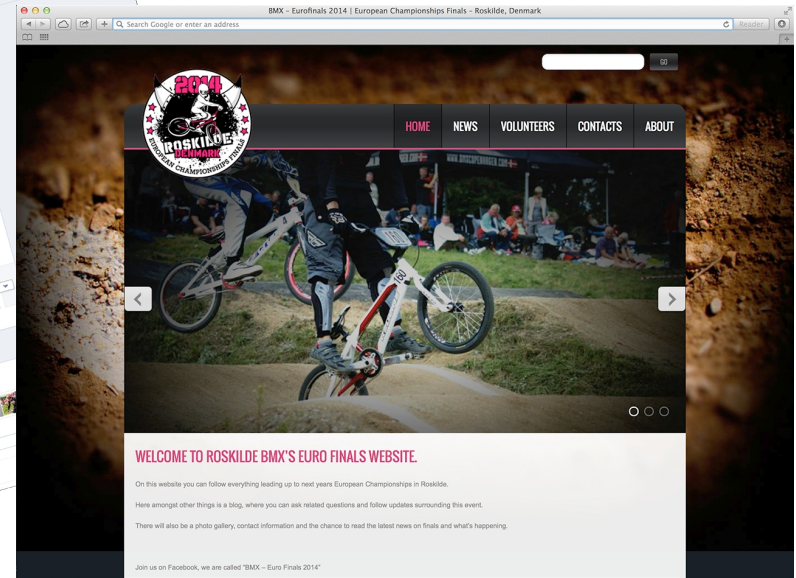 BMX – Eurofinals 2014 | European Championships Finals – Roskilde, Denmark
Search Google or enter an address
Reader
GO
2014
ROSKILDE
DENMARK
EUROPEAN CHAMPIONSHIPS FINALS
HOME NEWS VOLUNTEERS CONTACTS ABOUT
160
WELCOME TO ROSKILDE BMX'S EURO FINALS WEBSITE.
On this website you can follow everything leading up to next years European Championships in Roskilde.
Here amongst other things is a blog, where you can ask related questions and follow updates surrounding this event.
There will also be a photo gallery, contact information and the chance to read the latest news on finals and what's happening.
Join us on Facebook, we are called "BMX – Euro Finals 2014"